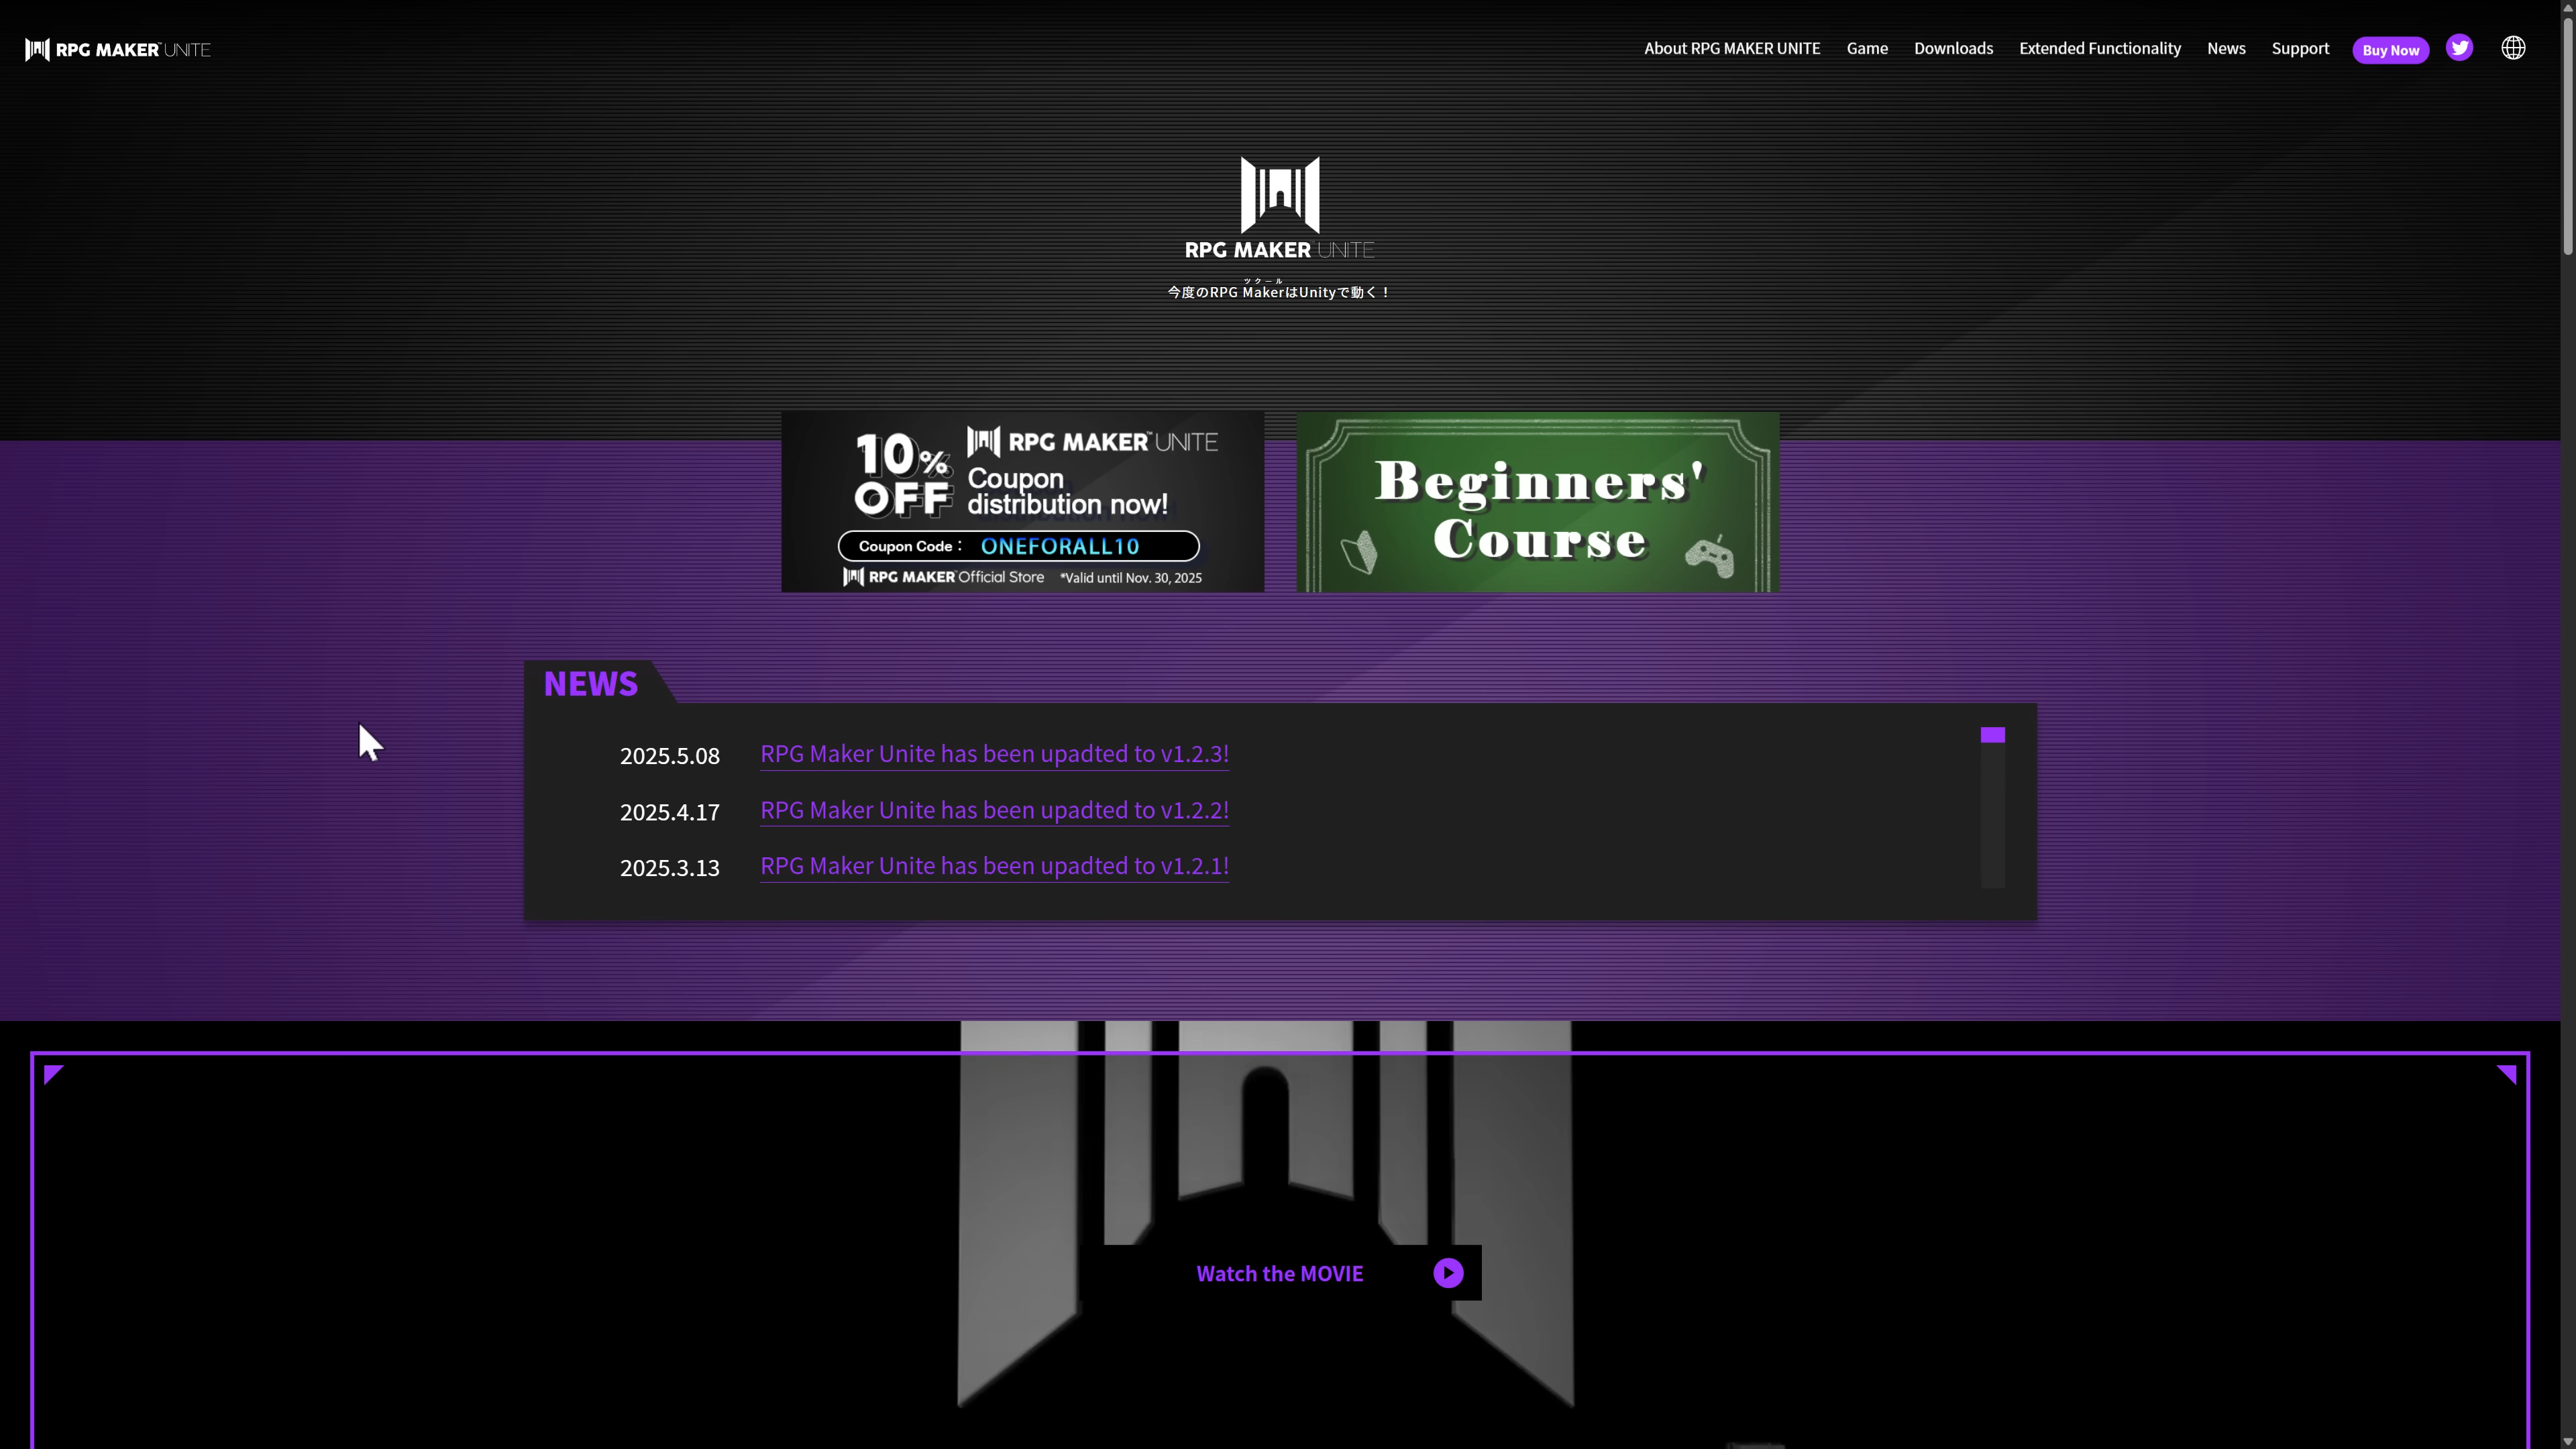 RPG MAKER™ UNITE
About RPG MAKER UNITE
Game
Downloads
Extended Functionality
News
Support
Buy Now
RPG MAKER™ UNITE
ツクール
今度のRPG MakerはUnityで動く！
10% OFF
RPG MAKER™ UNITE
Coupon
distribution now!
Coupon Code： ONEFORALL10
RPG MAKER™ Official Store *Valid until Nov. 30, 2025
Beginners'
Course
NEWS
2025.5.08 RPG Maker Unite has been upadted to v1.2.3!
2025.4.17 RPG Maker Unite has been upadted to v1.2.2!
2025.3.13 RPG Maker Unite has been upadted to v1.2.1!
Watch the MOVIE